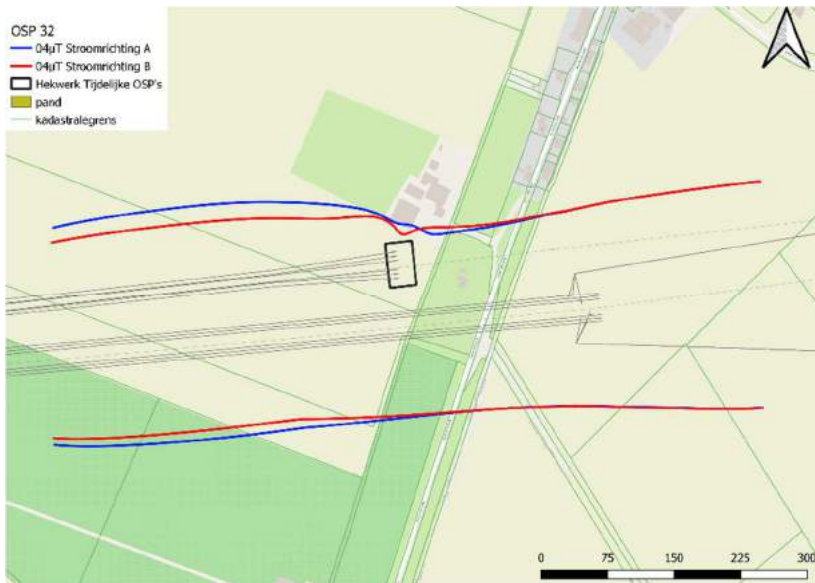 OSP 32
04µT Stroomrichting A
04µT Stroomrichting B
Hekwerk Tijdelijke OSP's
pand
kadastralegrens
0 75 150 225 300